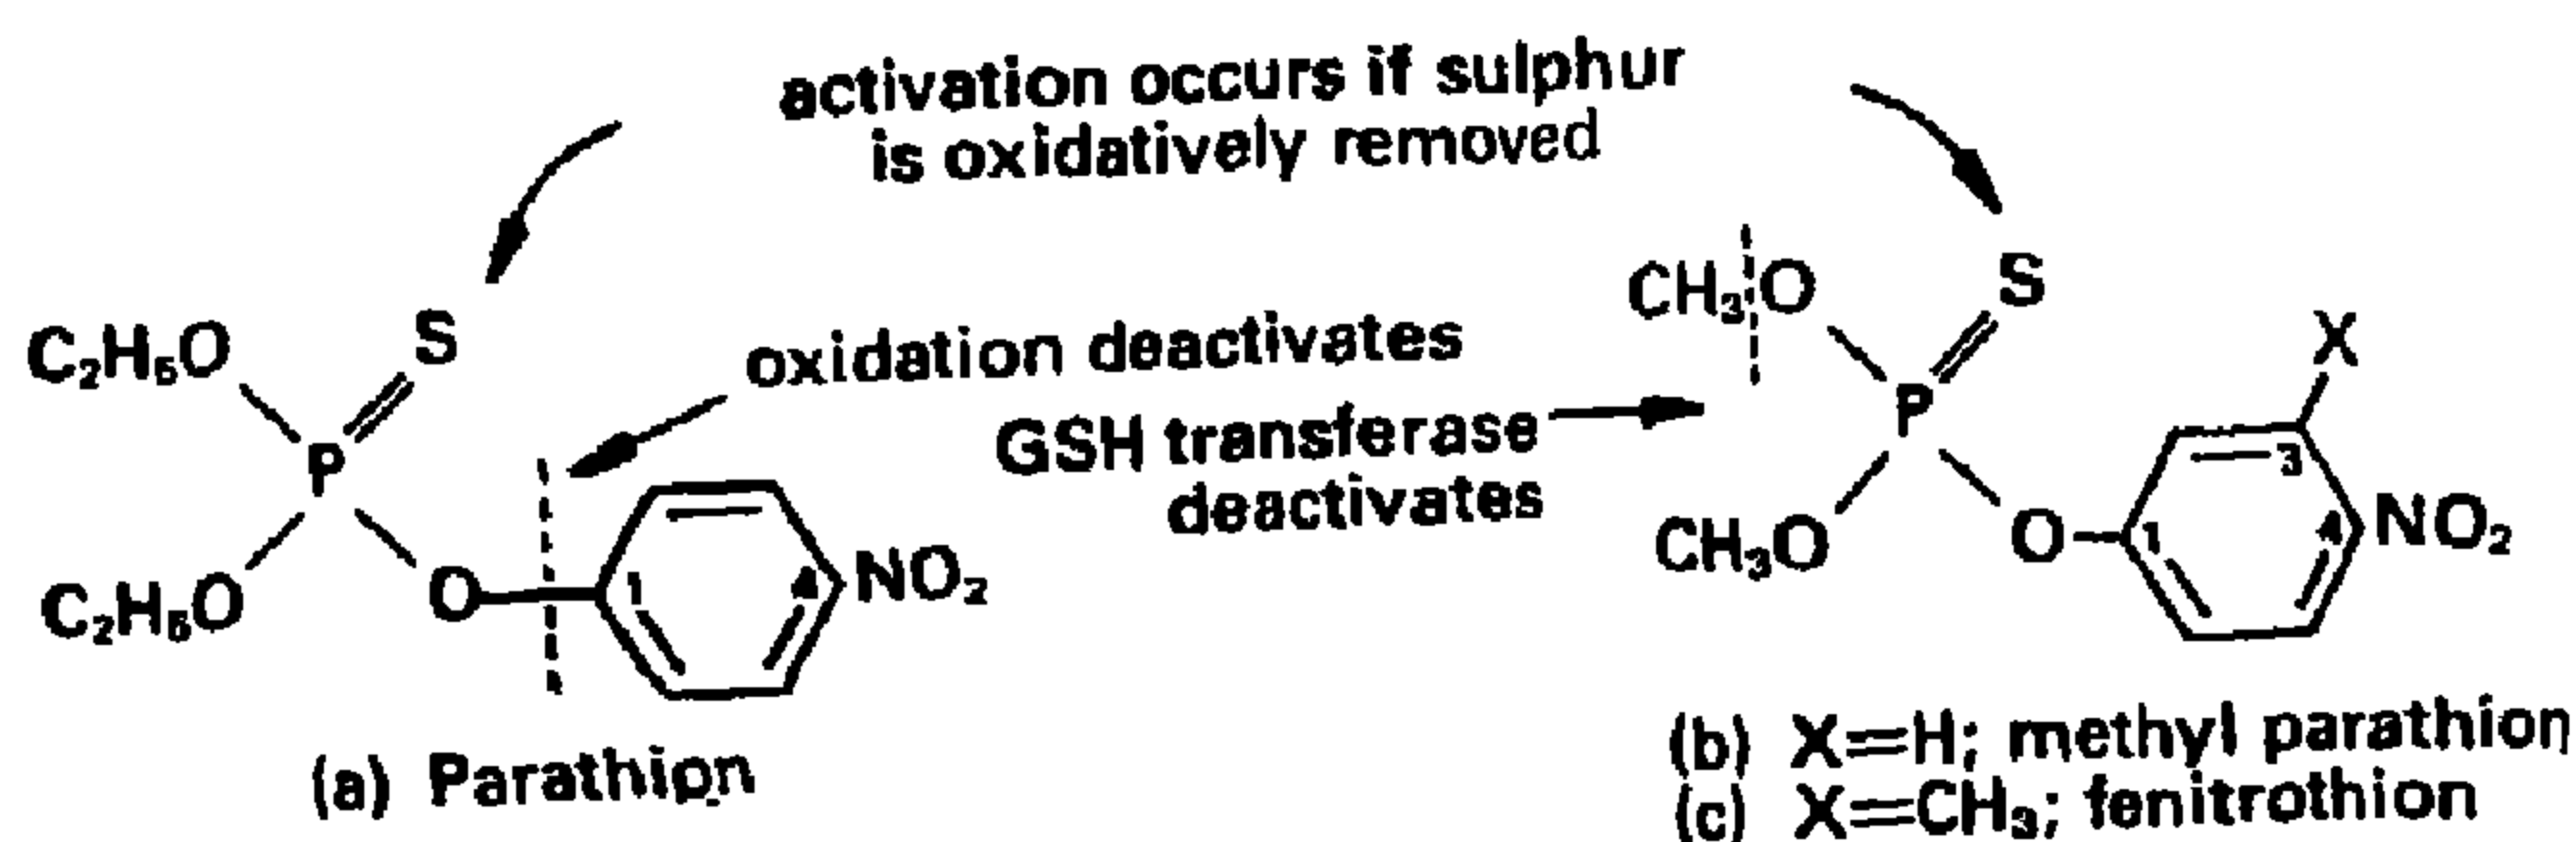 activation occurs if sulphur
is oxidatively removed
C₂H₅O
S
P
C₂H₅O
O
1
4
NO₂
(a) Parathion
oxidation deactivates
GSH transferase
deactivates
CH₃O
S
X
P
3
CH₃O
O
1
4
NO₂
(b) X=H; methyl parathion
(c) X=CH₃; fenitrothion